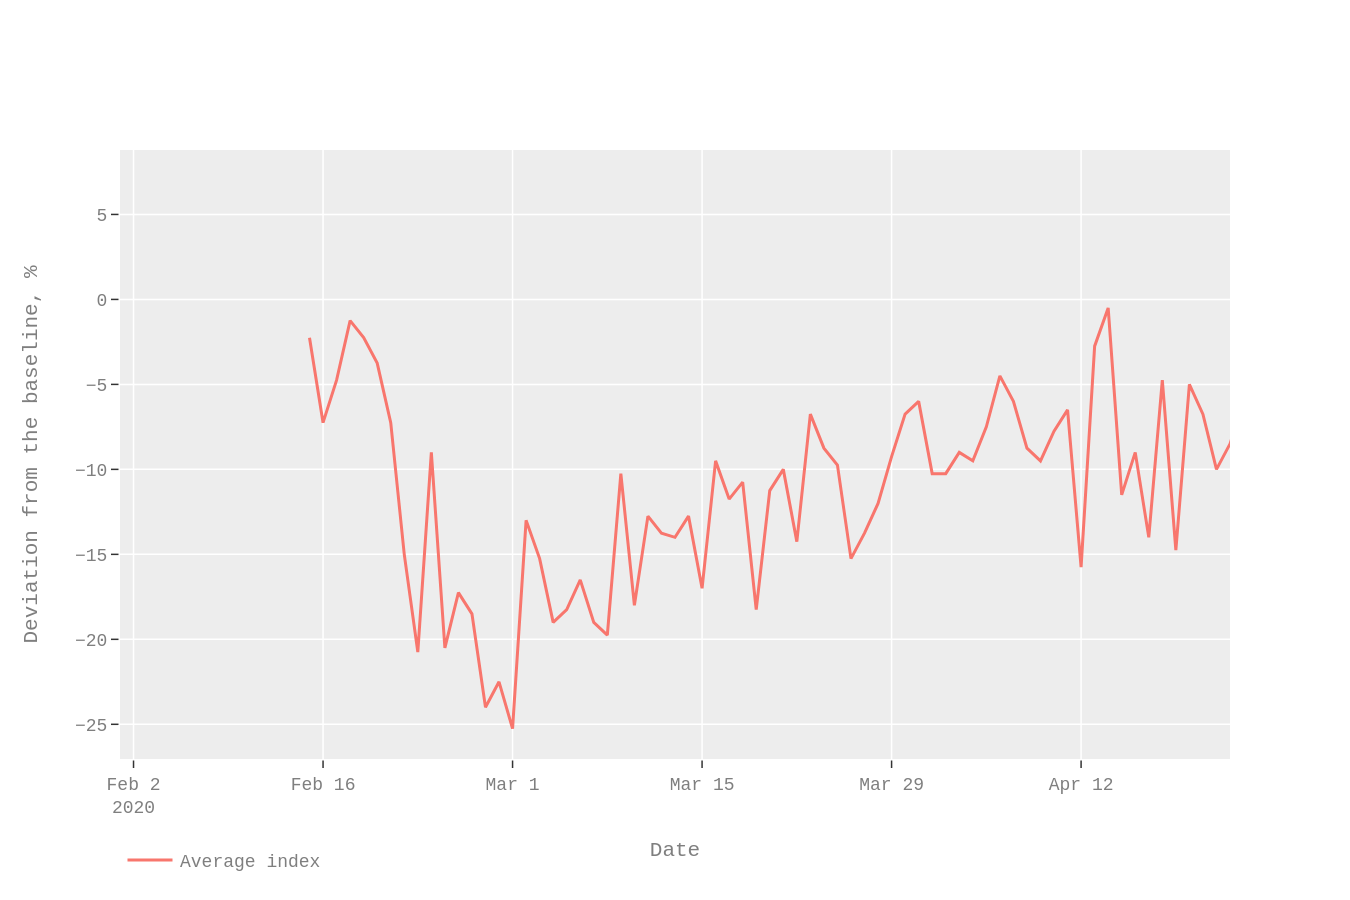 Deviation from the baseline, %
5
0
−5
−10
−15
−20
−25
Feb 2
2020
Feb 16
Mar 1
Mar 15
Mar 29
Apr 12
Date
Average index